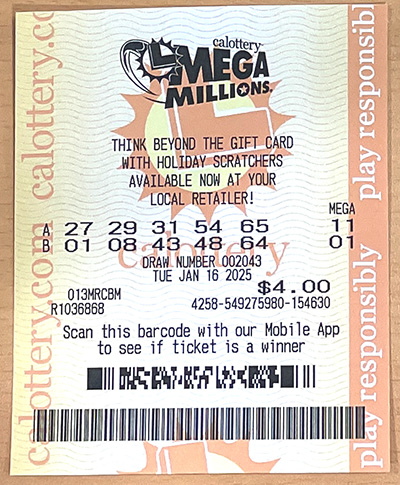 calottery
MEGA
MILLIONS
THINK BEYOND THE GIFT CARD
WITH HOLIDAY SCRATCHERS
AVAILABLE NOW AT YOUR
LOCAL RETAILER!
MEGA
A 27 29 31 54 65 11
B 01 08 43 48 64 01
calottery
DRAW NUMBER 002043
TUE JAN 16 2025
$4.00
013MRCBM
R1036868
4258-549275980-154630
Scan this barcode with our Mobile App
to see if ticket is a winner
calottery.com calottery.co
play responsibly play responsibl